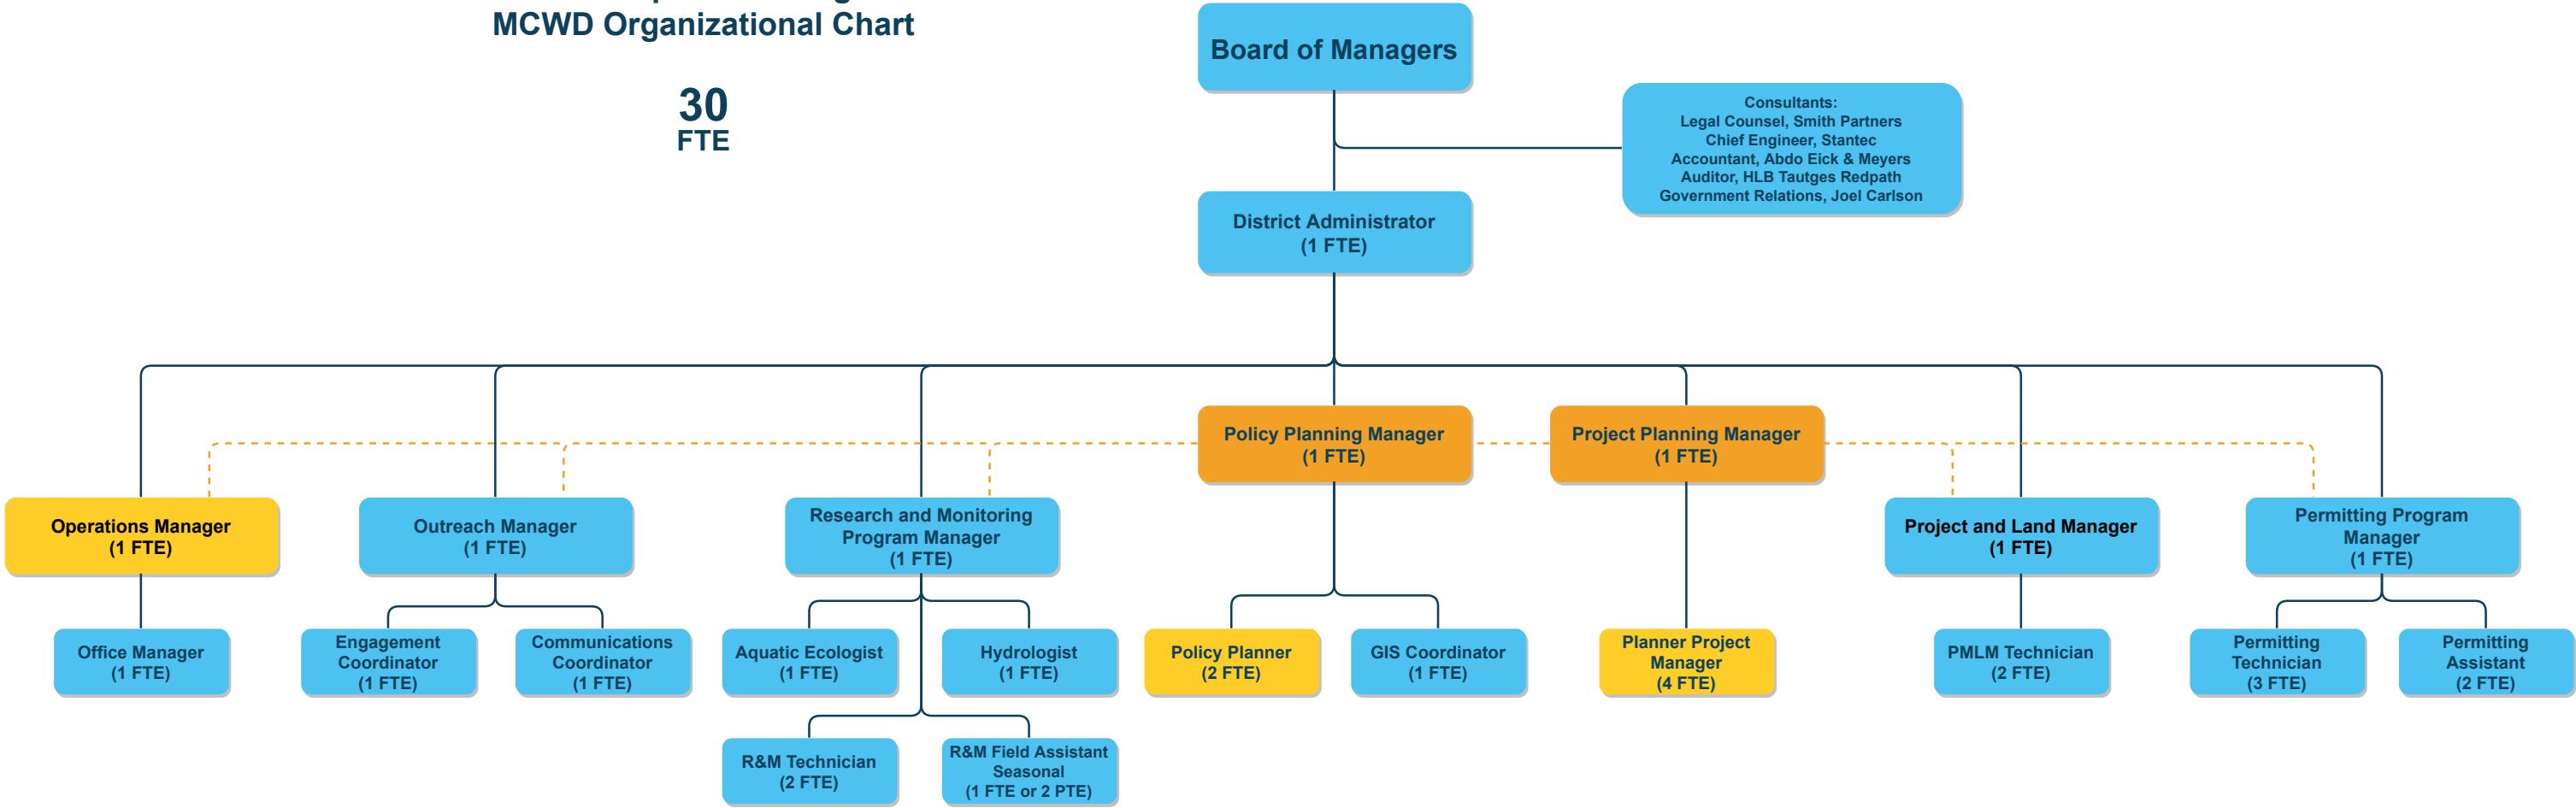 MCWD Organizational Chart
30
FTE
Board of Managers
Consultants:
Legal Counsel, Smith Partners
Chief Engineer, Stantec
Accountant, Abdo Eick & Meyers
Auditor, HLB Tautges Redpath
Government Relations, Joel Carlson
District Administrator
(1 FTE)
Policy Planning Manager
(1 FTE)
Project Planning Manager
(1 FTE)
Operations Manager
(1 FTE)
Outreach Manager
(1 FTE)
Research and Monitoring
Program Manager
(1 FTE)
Project and Land Manager
(1 FTE)
Permitting Program
Manager
(1 FTE)
Office Manager
(1 FTE)
Engagement
Coordinator
(1 FTE)
Communications
Coordinator
(1 FTE)
Aquatic Ecologist
(1 FTE)
Hydrologist
(1 FTE)
Policy Planner
(2 FTE)
GIS Coordinator
(1 FTE)
Planner Project
Manager
(4 FTE)
PMLM Technician
(2 FTE)
Permitting
Technician
(3 FTE)
Permitting
Assistant
(2 FTE)
R&M Technician
(2 FTE)
R&M Field Assistant
Seasonal
(1 FTE or 2 PTE)